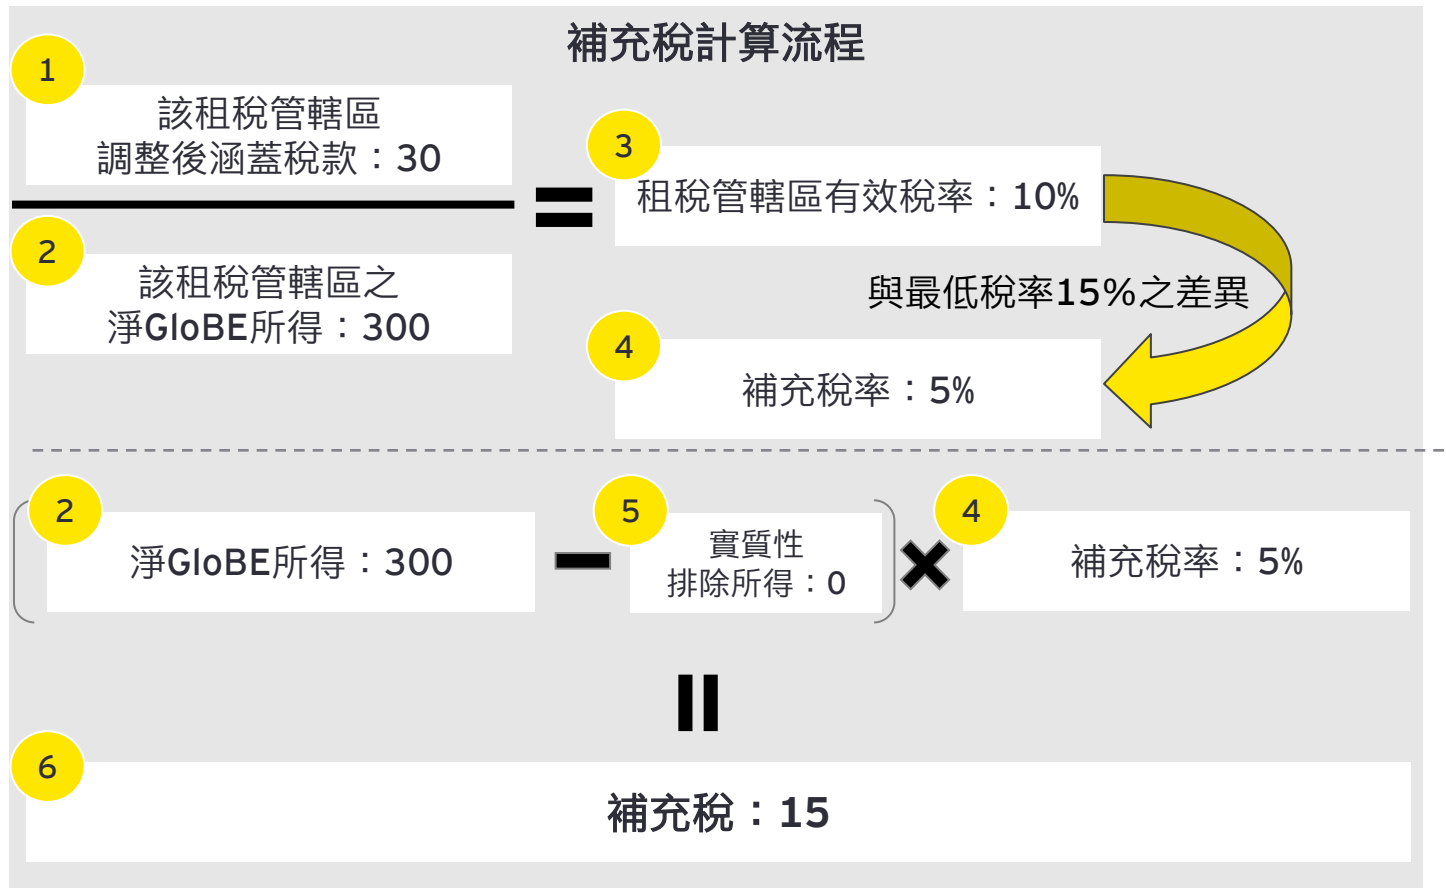 補充稅計算流程
1
該租稅管轄區
調整後涵蓋稅款：30
2
該租稅管轄區之
淨GloBE所得：300
3
租稅管轄區有效稅率：10%
與最低稅率15%之差異
4
補充稅率：5%
2
淨GloBE所得：300
5
實質性
排除所得：0
4
補充稅率：5%
6
補充稅：15